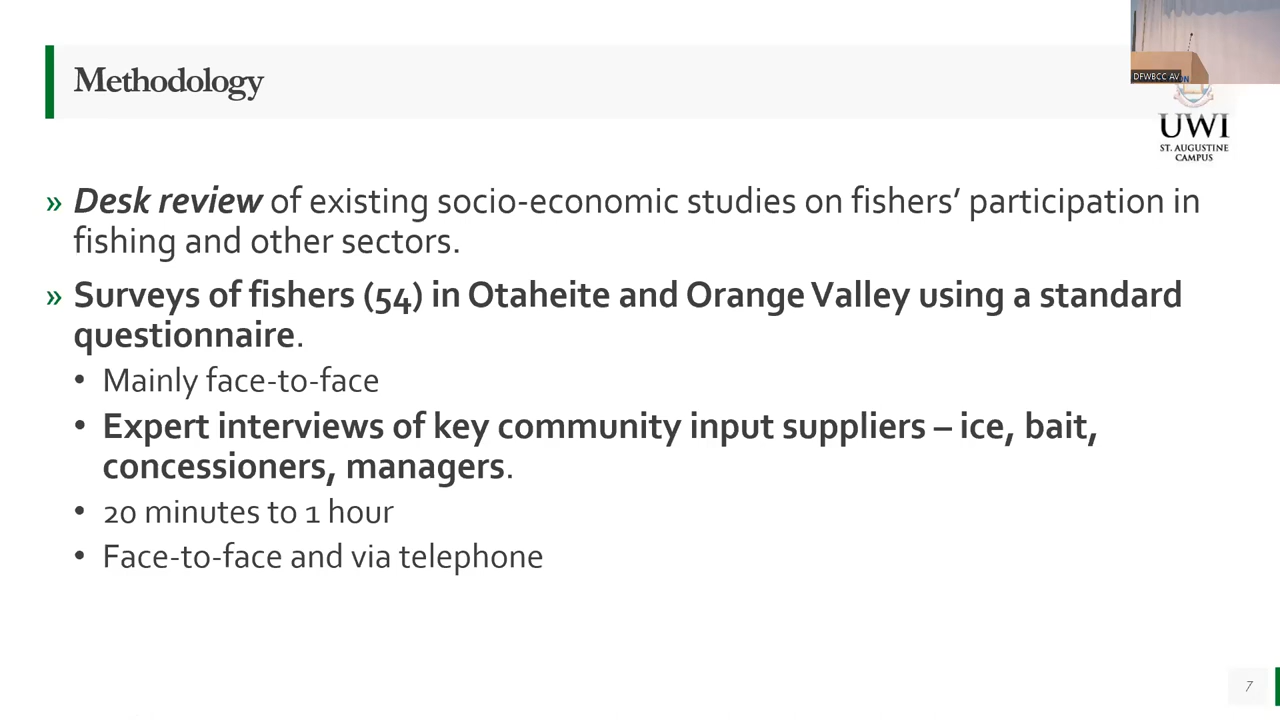 DFWBCC AV
Methodology
UWI
ST. AUGUSTINE
CAMPUS
» Desk review of existing socio-economic studies on fishers’ participation in
fishing and other sectors.
» Surveys of fishers (54) in Otaheite and Orange Valley using a standard
questionnaire.
• Mainly face-to-face
• Expert interviews of key community input suppliers – ice, bait,
concessioners, managers.
• 20 minutes to 1 hour
• Face-to-face and via telephone
7